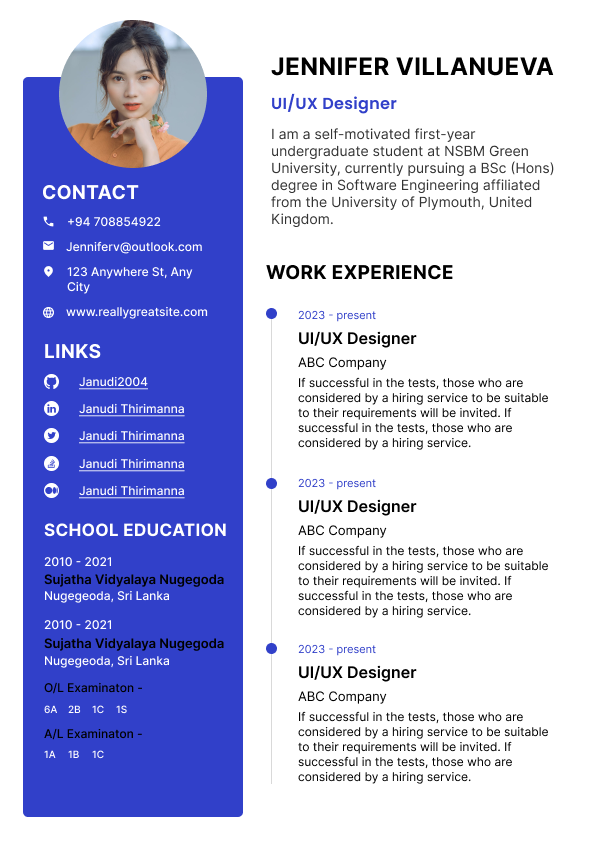 JENNIFER VILLANUEVA
UI/UX Designer
I am a self-motivated first-year
undergraduate student at NSBM Green
University, currently pursuing a BSc (Hons)
degree in Software Engineering affiliated
from the University of Plymouth, United
Kingdom.
CONTACT
+94 708854922
Jenniferv@outlook.com
123 Anywhere St, Any
City
www.reallygreatsite.com
LINKS
Janudi2004
Janudi Thirimanna
Janudi Thirimanna
Janudi Thirimanna
Janudi Thirimanna
SCHOOL EDUCATION
2010 - 2021
Sujatha Vidyalaya Nugegoda
Nugegeoda, Sri Lanka
2010 - 2021
Sujatha Vidyalaya Nugegoda
Nugegeoda, Sri Lanka
O/L Examinaton -
6A 2B 1C 1S
A/L Examinaton -
1A 1B 1C
WORK EXPERIENCE
2023 - present
UI/UX Designer
ABC Company
If successful in the tests, those who are
considered by a hiring service to be suitable
to their requirements will be invited. If
successful in the tests, those who are
considered by a hiring service.
2023 - present
UI/UX Designer
ABC Company
If successful in the tests, those who are
considered by a hiring service to be suitable
to their requirements will be invited. If
successful in the tests, those who are
considered by a hiring service.
2023 - present
UI/UX Designer
ABC Company
If successful in the tests, those who are
considered by a hiring service to be suitable
to their requirements will be invited. If
successful in the tests, those who are
considered by a hiring service.